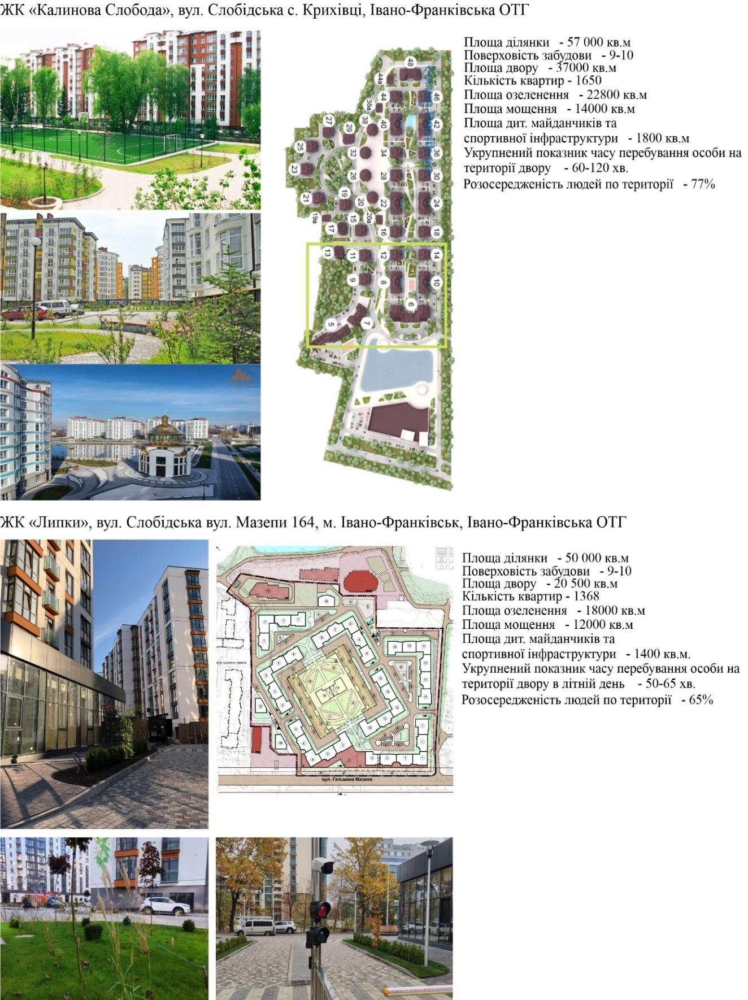 ЖК «Калинова Слобода», вул. Слобідська с. Крихівці, Івано-Франківська ОТГ
Площа ділянки - 57 000 кв.м
Поверховість забудови - 9-10
Площа двору - 37000 кв.м
Кількість квартир - 1650
Площа озеленення - 22800 кв.м
Площа мощення - 14000 кв.м
Площа дит. майданчиків та
спортивної інфраструктури - 1800 кв.м
Укрупнений показник часу перебування особи на
території двору - 60-120 хв.
Розосередженість людей по території - 77%
48
44а
44
46
38а
27
29
38
40
42
25
32
34
36
23
26
28
30
21
19
20
22
24
19а
15
20а
17
16
18
13
11
12
14
9
8
10
6
5
7
ЖК «Липки», вул. Слобідська вул. Мазепи 164, м. Івано-Франківськ, Івано-Франківська ОТГ
Площа ділянки - 50 000 кв.м
Поверховість забудови - 9-10
Площа двору - 20 500 кв.м
Кількість квартир - 1368
Площа озеленення - 18000 кв.м
Площа мощення - 12000 кв.м
Площа дит. майданчиків та
спортивної інфраструктури - 1400 кв.м.
Укрупнений показник часу перебування особи на
території двору в літній день - 50-65 хв.
Розосередженість людей по території - 65%
вул. Гетьмана Мазепи